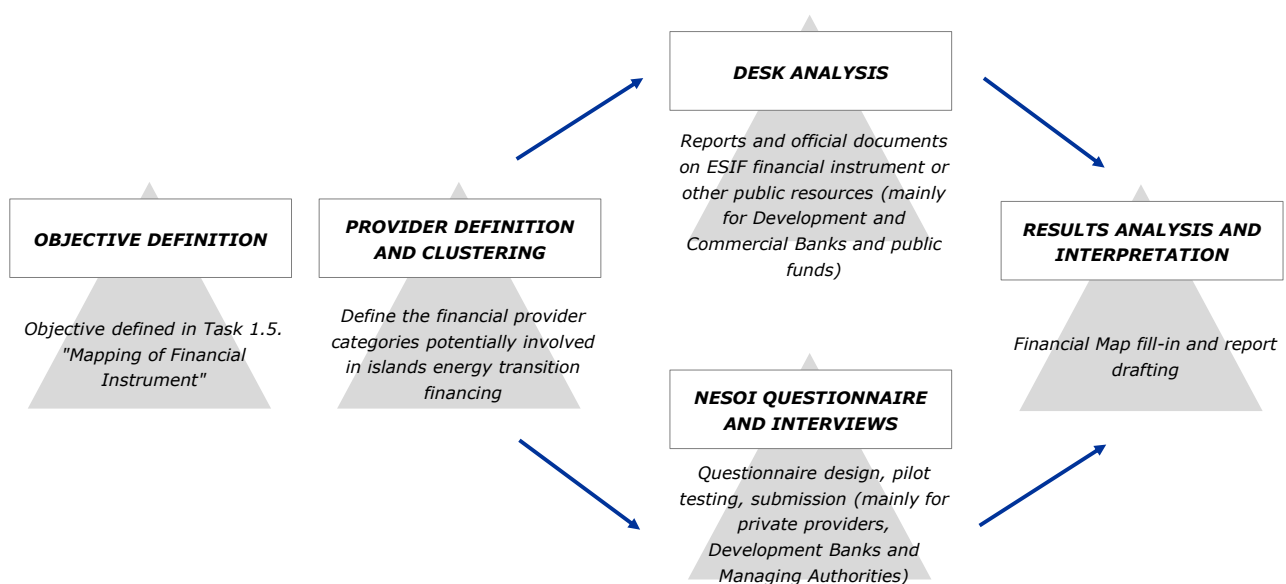 OBJECTIVE DEFINITION
Objective defined in Task 1.5.
"Mapping of Financial
Instrument"
PROVIDER DEFINITION
AND CLUSTERING
Define the financial provider
categories potentially involved
in islands energy transition
financing
DESK ANALYSIS
Reports and official documents
on ESIF financial instrument or
other public resources (mainly
for Development and
Commercial Banks and public
funds)
NESOI QUESTIONNAIRE
AND INTERVIEWS
Questionnaire design, pilot
testing, submission (mainly for
private providers,
Development Banks and
Managing Authorities)
RESULTS ANALYSIS AND
INTERPRETATION
Financial Map fill-in and report
drafting